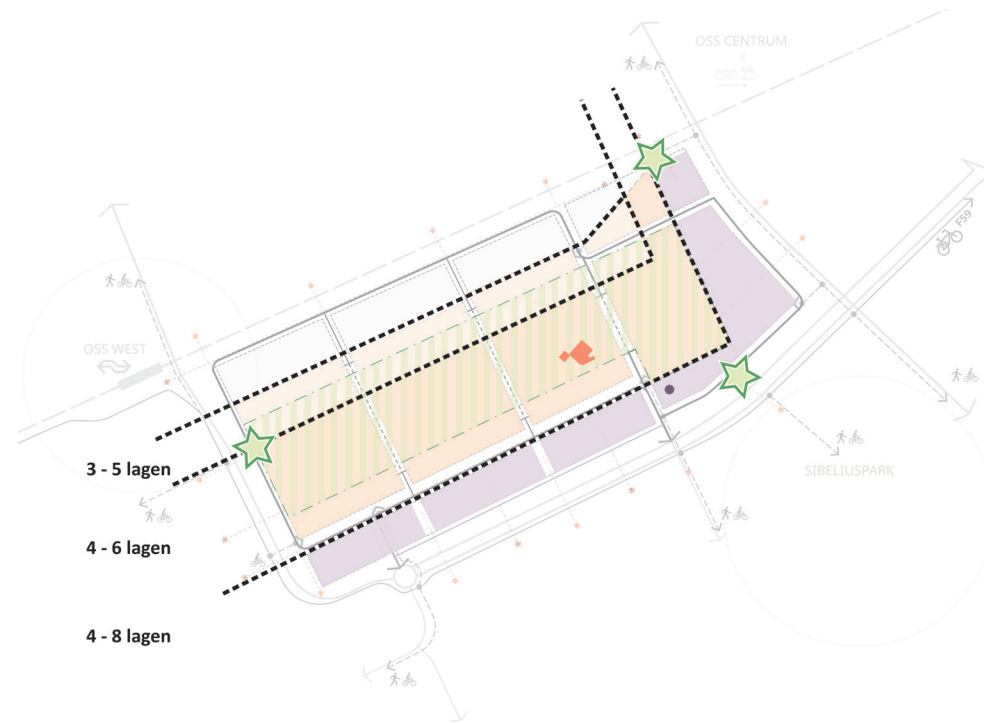 OSS CENTRUM
F59
OSS WEST
3 - 5 lagen
SIBELIUSPARK
4 - 6 lagen
4 - 8 lagen